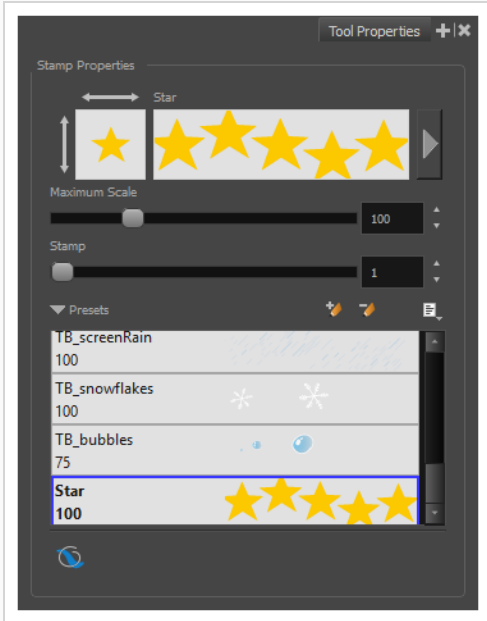 Tool Properties
Stamp Properties
Star
Maximum Scale
100
Stamp
1
Presets
TB_screenRain
100
TB_snowflakes
100
TB_bubbles
75
Star
100